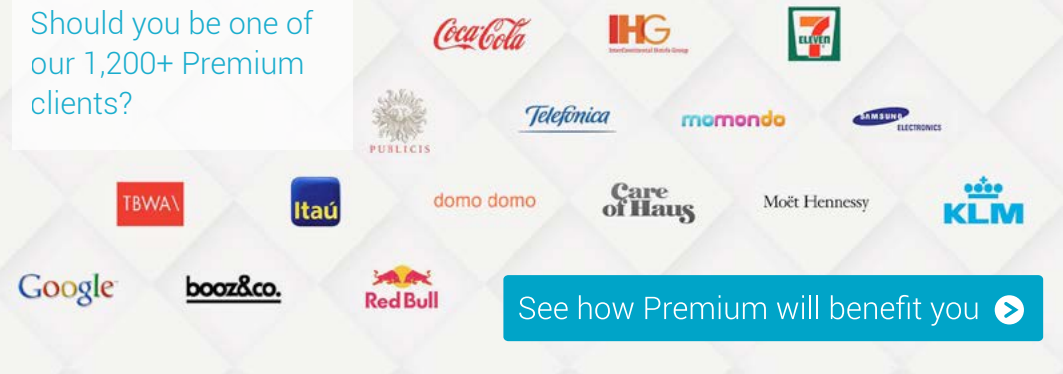 Should you be one of
our 1,200+ Premium
clients?
Coca-Cola
IHG
InterContinental Hotels Group
7
ELEVEN
PUBLICIS
Telefónica
momondo
SAMSUNG
ELECTRONICS
TBWA\
Itaú
domo domo
Care
of Haus
Moët Hennessy
KLM
Google
booz&co.
Red Bull
See how Premium will benefit you